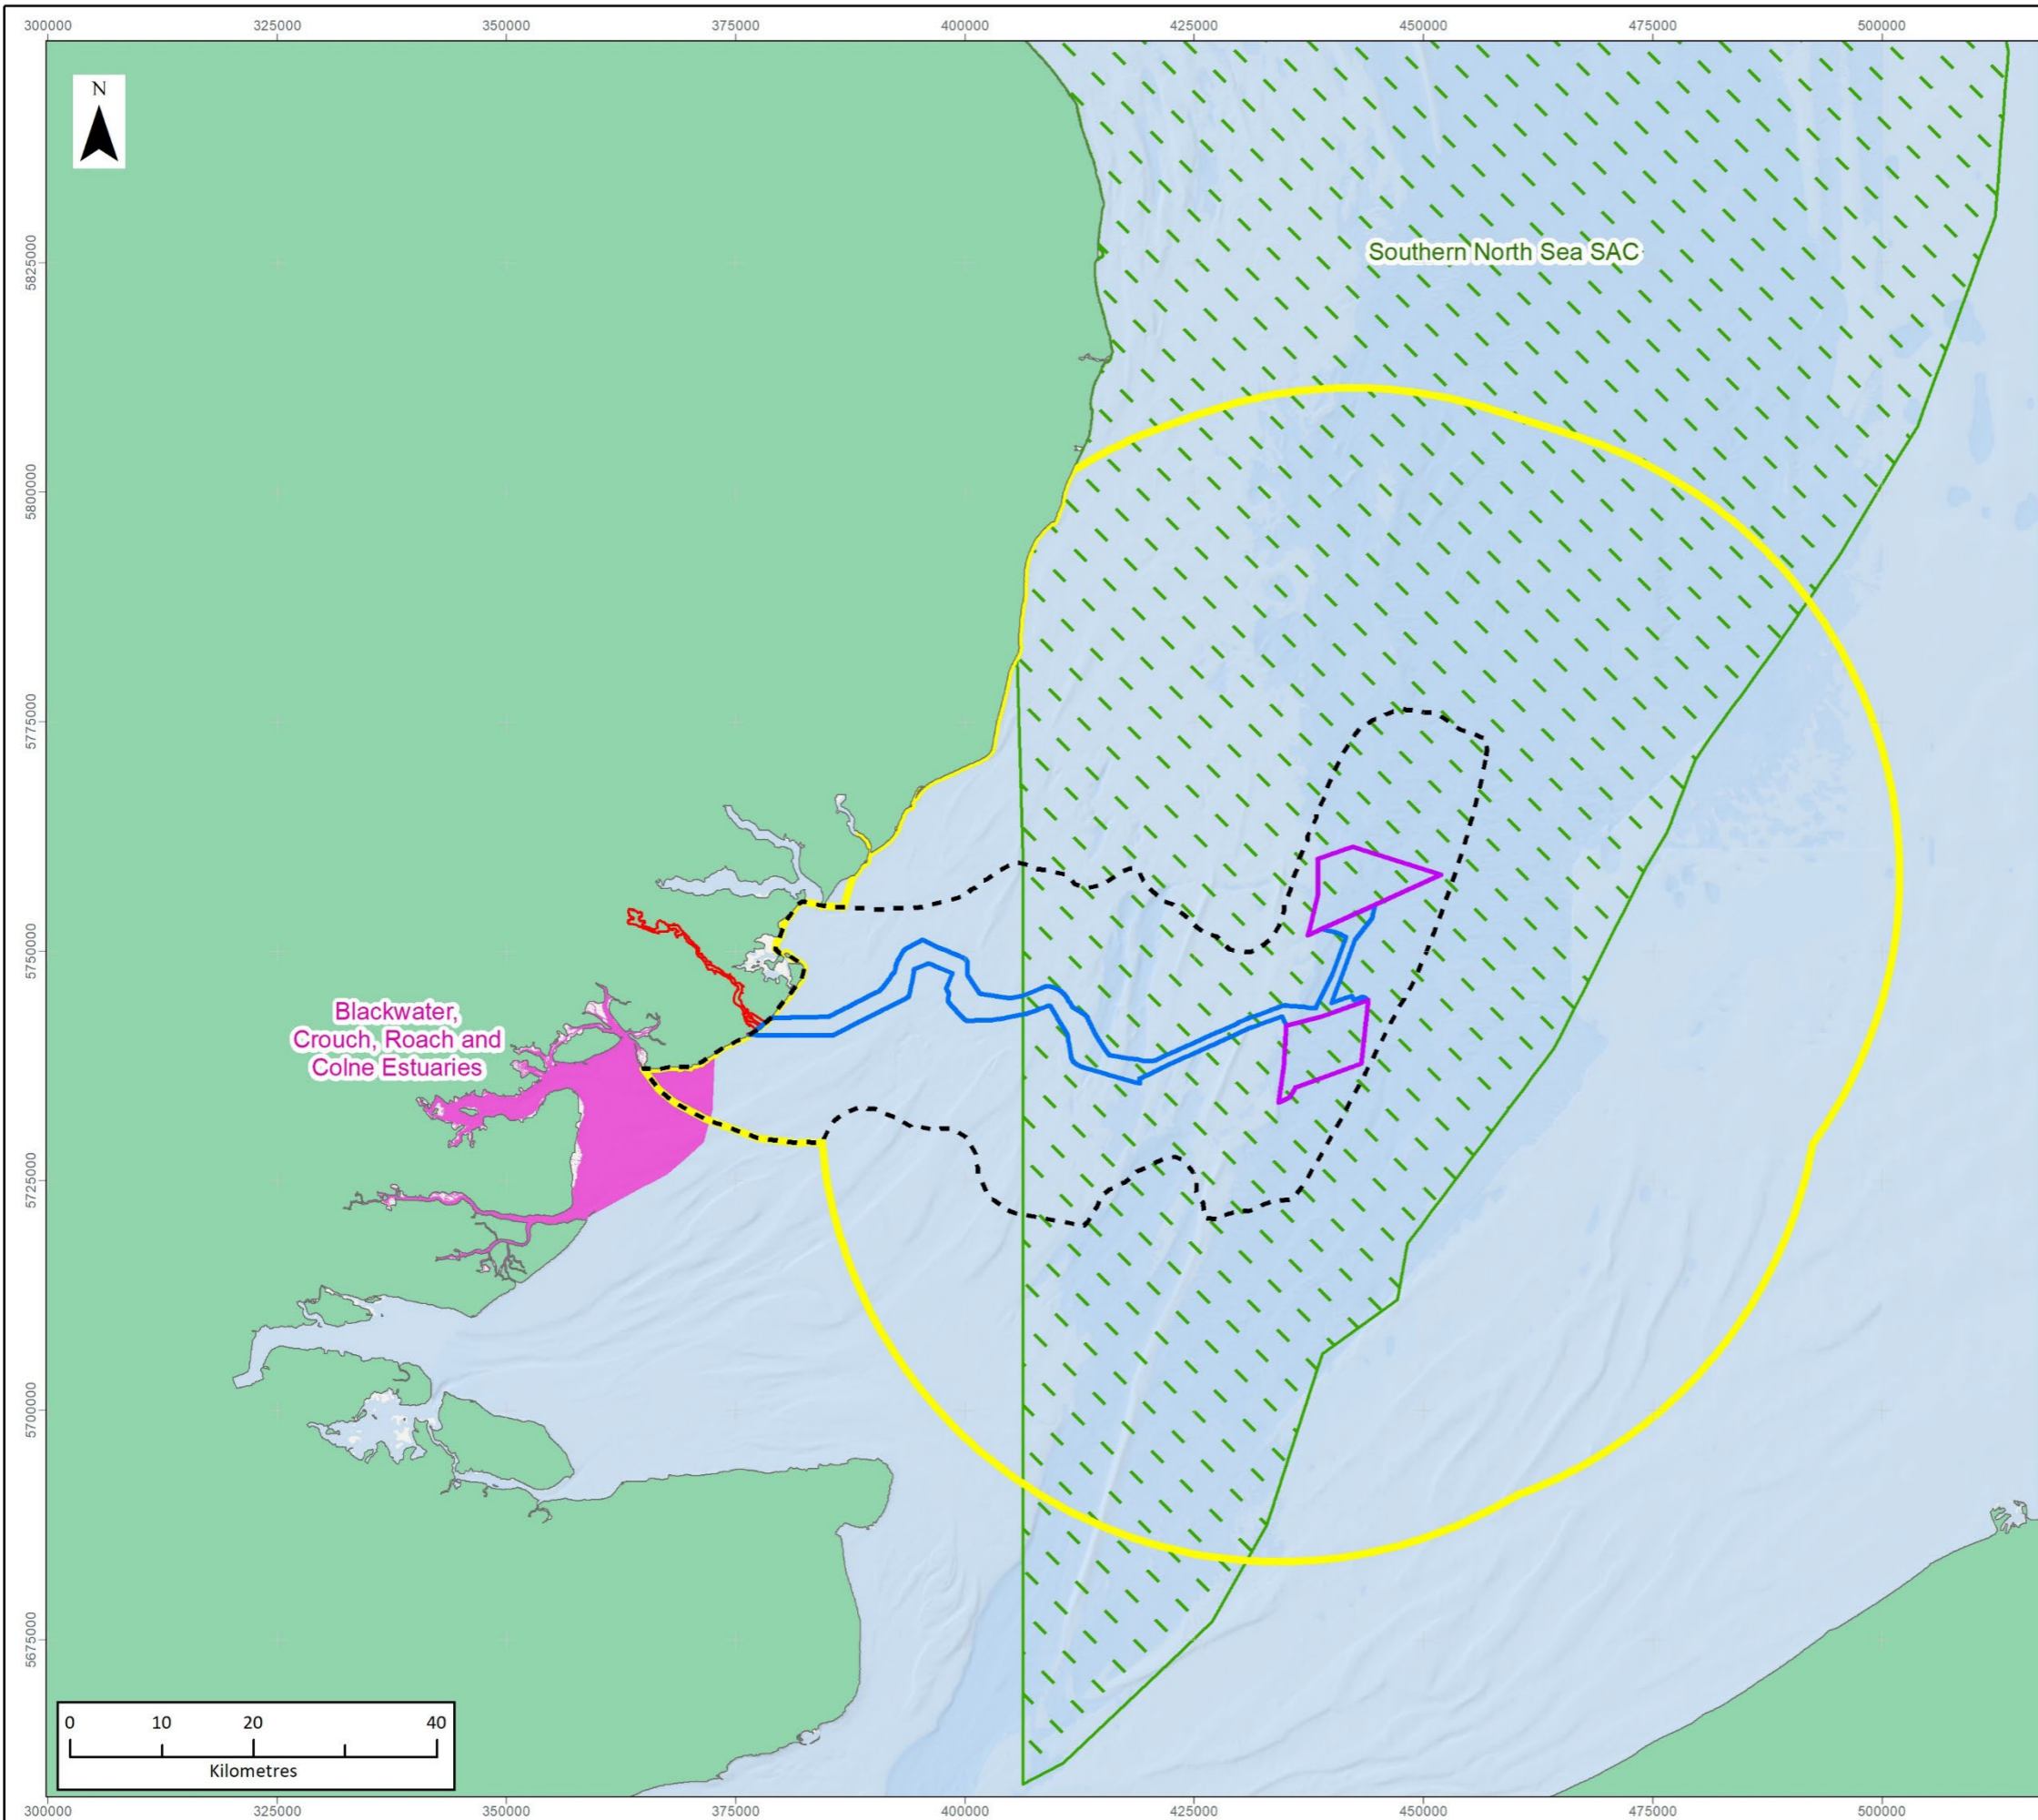 300000 325000 350000 375000 400000 425000 450000 475000 500000
N
5825000
Southern North Sea SAC
5800000
5775000
5750000
Blackwater,
Crouch, Roach and
Colne Estuaries
5725000
5700000
5675000
0 10 20 40
Kilometres
300000 325000 350000 375000 400000 425000 450000 475000 500000